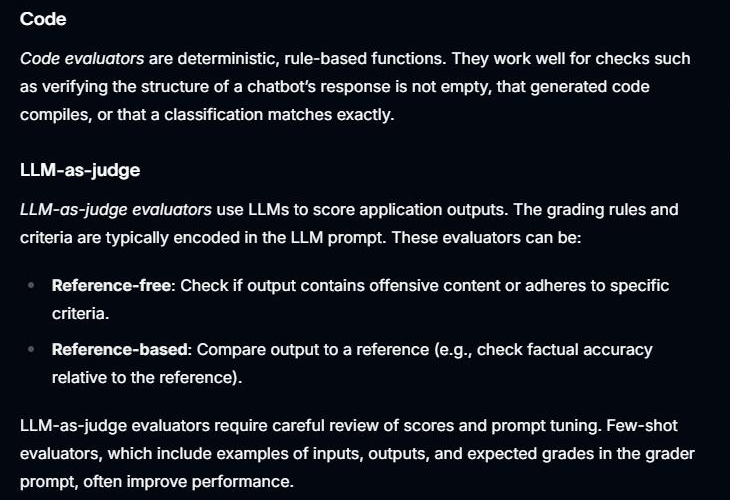 Code
Code evaluators are deterministic, rule-based functions. They work well for checks such
as verifying the structure of a chatbot’s response is not empty, that generated code
compiles, or that a classification matches exactly.
LLM-as-judge
LLM-as-judge evaluators use LLMs to score application outputs. The grading rules and
criteria are typically encoded in the LLM prompt. These evaluators can be:
• Reference-free: Check if output contains offensive content or adheres to specific
criteria.
• Reference-based: Compare output to a reference (e.g., check factual accuracy
relative to the reference).
LLM-as-judge evaluators require careful review of scores and prompt tuning. Few-shot
evaluators, which include examples of inputs, outputs, and expected grades in the grader
prompt, often improve performance.